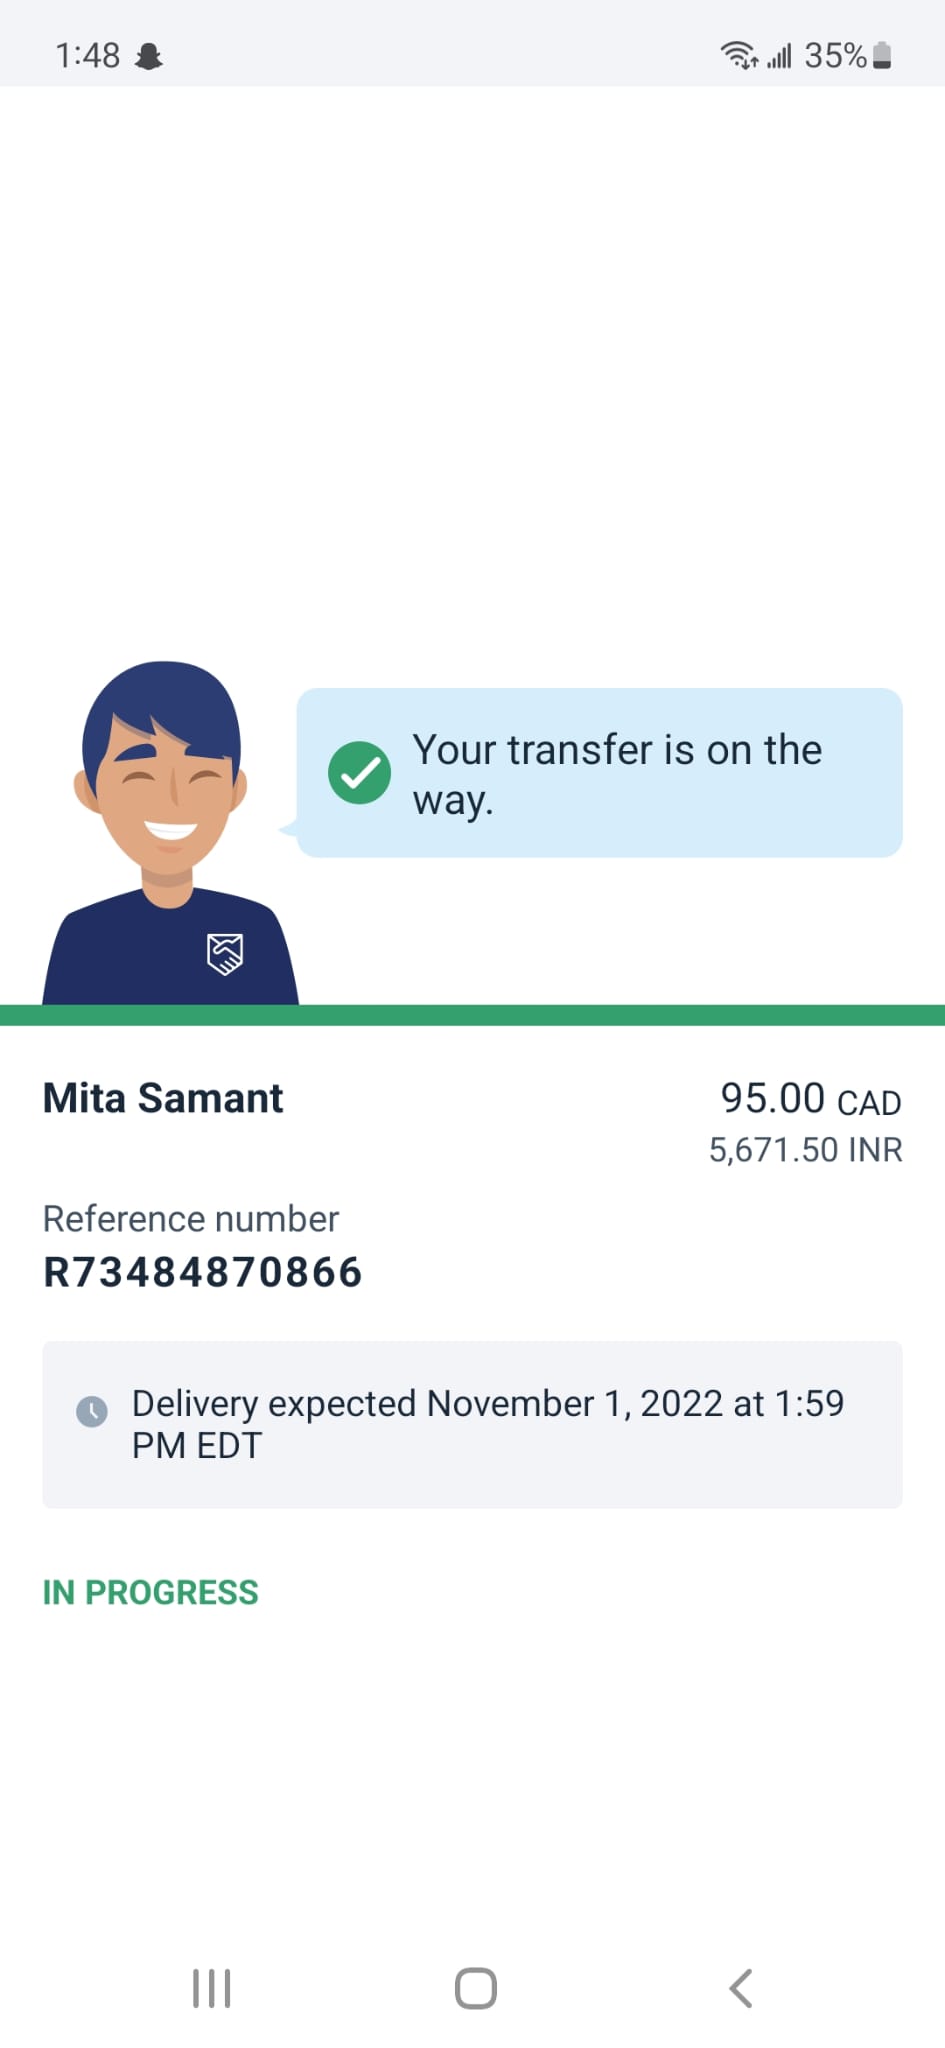 1:48
35%
Your transfer is on the
way.
Mita Samant
95.00 CAD
5,671.50 INR
Reference number
R73484870866
Delivery expected November 1, 2022 at 1:59
PM EDT
IN PROGRESS